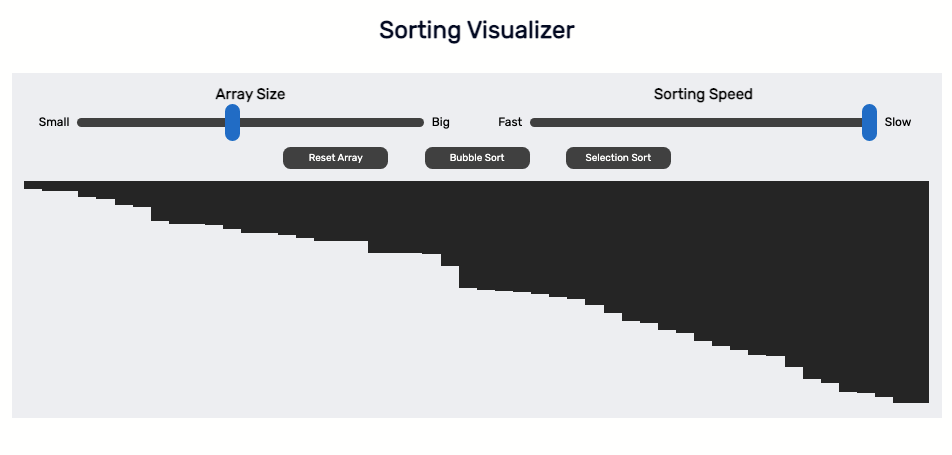 Sorting Visualizer
Array Size
Sorting Speed
Small
Big
Fast
Slow
Reset Array
Bubble Sort
Selection Sort